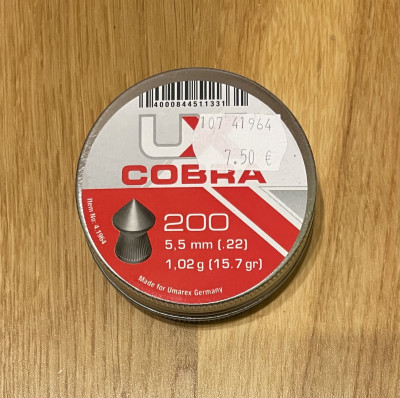 4000844511331
UX
107 41964
7.50 €
COBRA
200
5,5 mm (.22)
1,02 g (15.7 gr)
Item No: 4.1964
Made for Umarex Germany